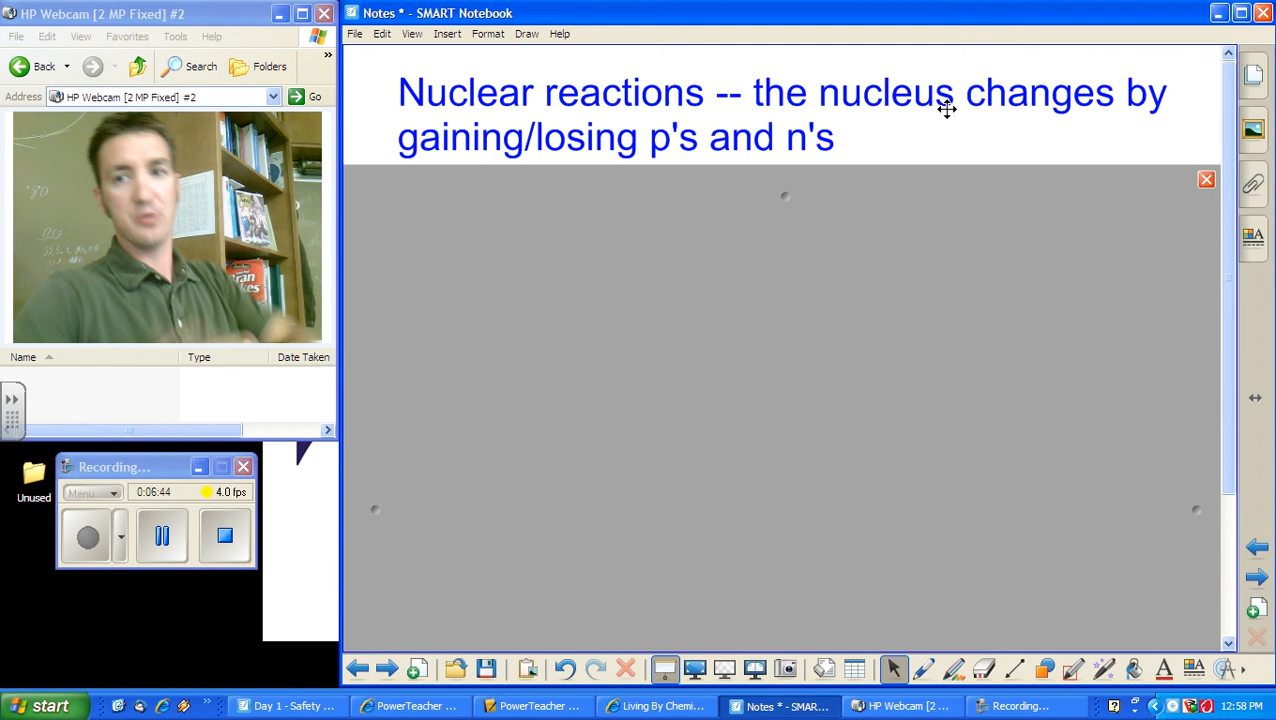 HP Webcam [2 MP Fixed] #2
File Edit View Favorites Tools Help
»
Back Search Folders
Address HP Webcam [2 MP Fixed] #2 Go
'80
Name Type Date Taken
Unused
Recording...
Menu 0:06:44 4.0 fps
Notes * - SMART Notebook
File Edit View Insert Format Draw Help
Nuclear reactions -- the nucleus changes by
gaining/losing p's and n's
start » Day 1 - Safety ... PowerTeacher ... PowerTeacher ... Living By Chemi... Notes * - SMAR... HP Webcam [2 ... Recording... 12:58 PM